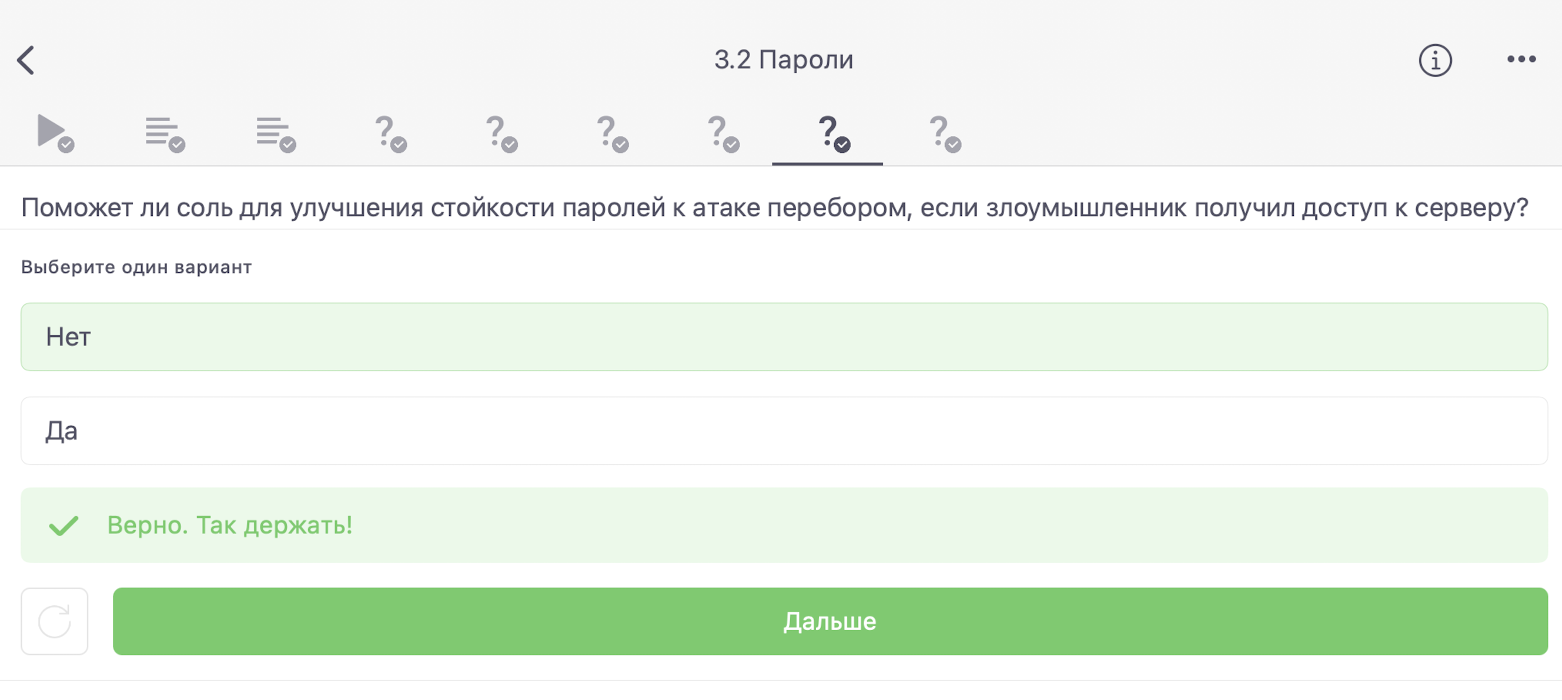 3.2 Пароли
Поможет ли соль для улучшения стойкости паролей к атаке перебором, если злоумышленник получил доступ к серверу?
Выберите один вариант
Нет
Да
Верно. Так держать!
Дальше